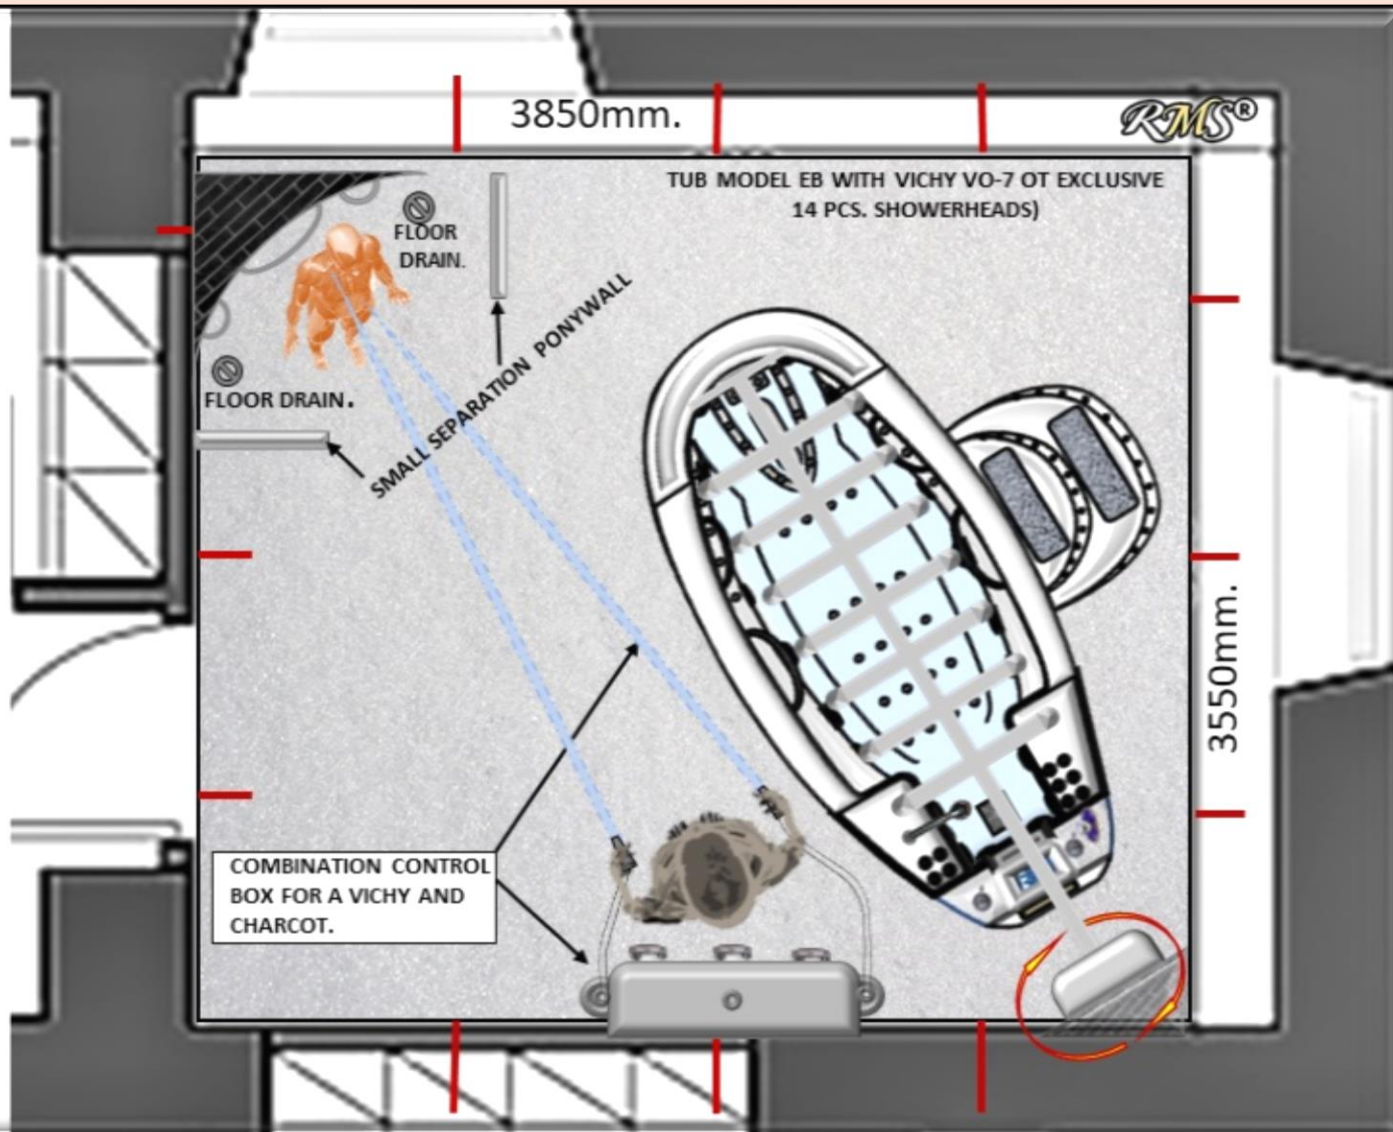 3850mm.
RMS®
TUB MODEL EB WITH VICHY VO-7 OT EXCLUSIVE
14 PCS. SHOWERHEADS)
FLOOR
DRAIN.
SMALL SEPARATION PONYWALL
FLOOR DRAIN.
3550mm.
COMBINATION CONTROL
BOX FOR A VICHY AND
CHARCOT.